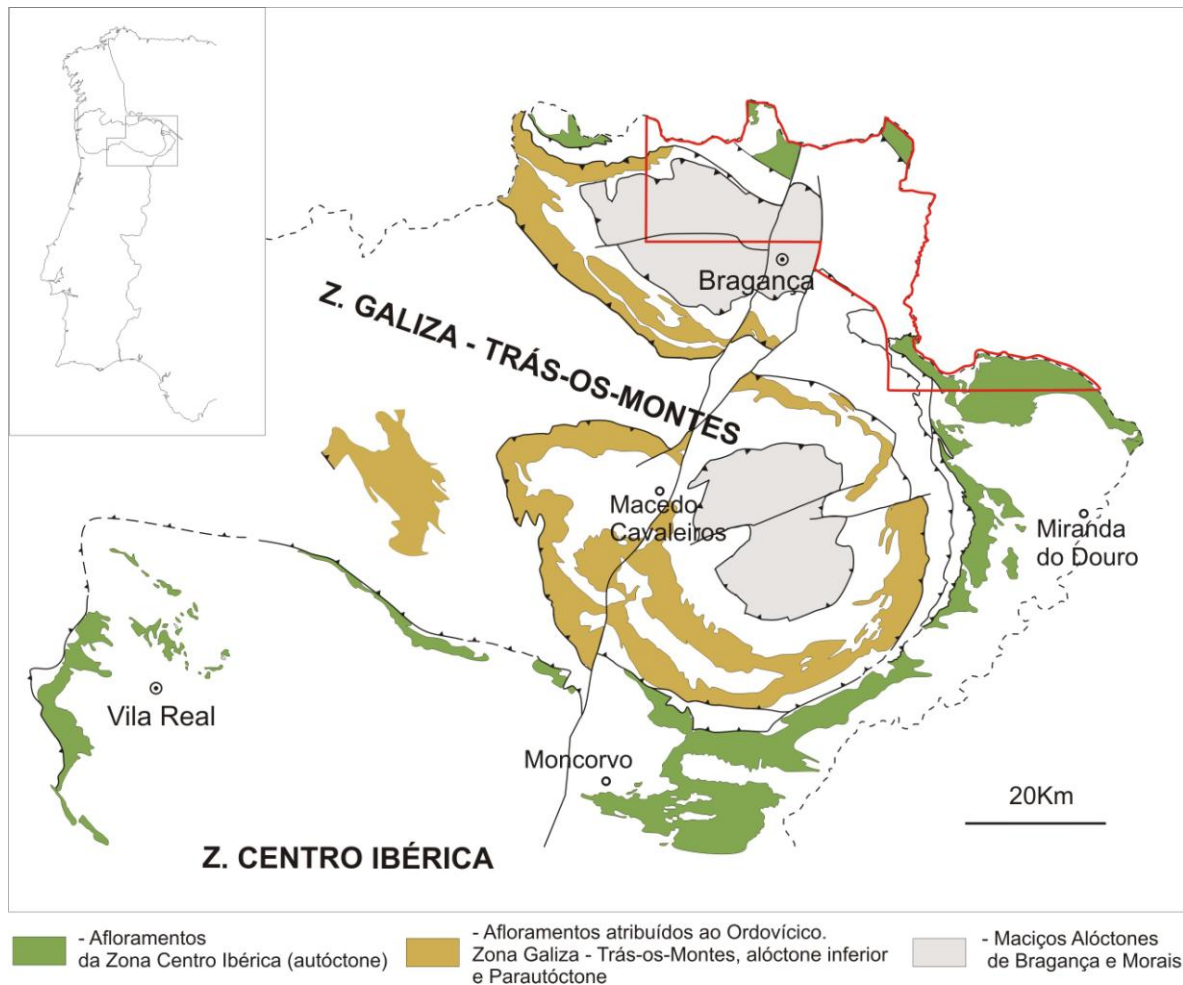 Bragança
Z. GALIZA - TRÁS-OS-MONTES
Macedo
Cavaleiros
Miranda
do Douro
Vila Real
Moncorvo
20Km
Z. CENTRO IBÉRICA
- Afloramentos
da Zona Centro Ibérica (autóctone)
- Afloramentos atribuídos ao Ordovícico.
Zona Galiza - Trás-os-Montes, alóctone inferior
e Parautóctone
- Maciços Alóctones
de Bragança e Morais